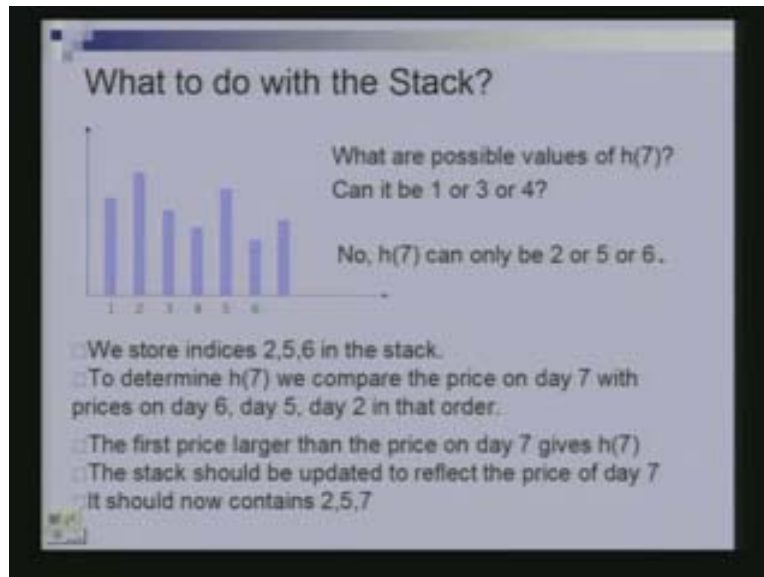 What to do with the Stack?
What are possible values of h(7)?
Can it be 1 or 3 or 4?
No, h(7) can only be 2 or 5 or 6.
1 2 3 4 5 6
We store indices 2,5,6 in the stack.
To determine h(7) we compare the price on day 7 with
prices on day 6, day 5, day 2 in that order.
The first price larger than the price on day 7 gives h(7)
The stack should be updated to reflect the price of day 7
It should now contains 2,5,7